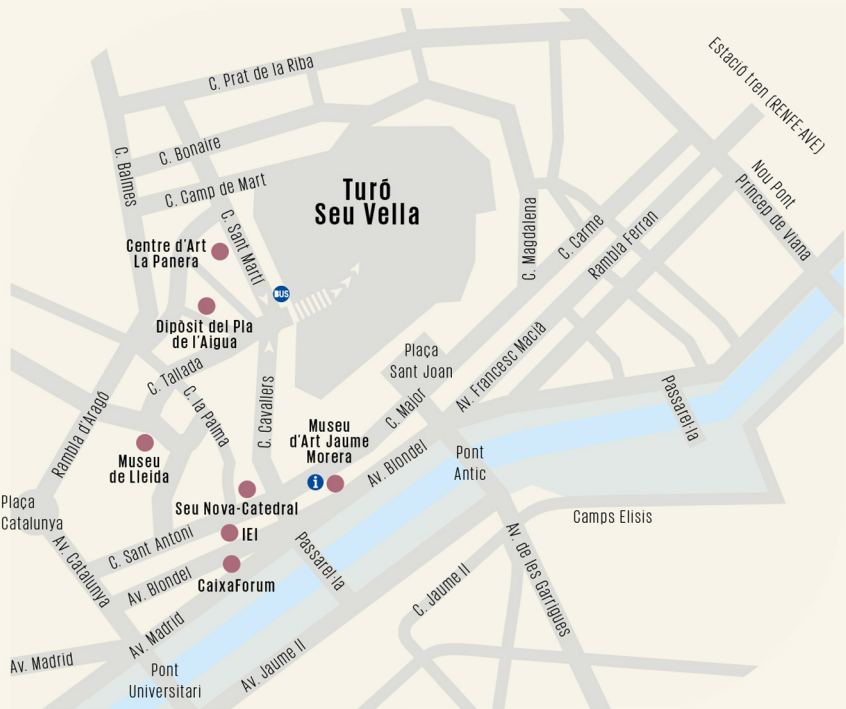 C. Prat de la Riba
Estació tren (RENFE-AVE)
C. Balmes
C. Bonaire
C. Camp de Mart
Nou Pont
Príncep de Viana
Turó
Seu Vella
C. Sant Martí
C. Magdalena
C. Carme
Rambla Ferran
Centre d'Art
La Panera
BUS
Dipòsit del Pla
de l'Aigua
Plaça
Sant Joan
Av. Francesc Macià
C. Tallada
C. la Palma
C. Cavallers
C. Major
Passarel·la
Rambla d'Aragó
Museu
de Lleida
Museu
d'Art Jaume
Morera
i
Av. Blondel
Pont
Antic
Plaça
Catalunya
Seu Nova-Catedral
IEI
Camps Elisis
C. Sant Antoni
Av. Catalunya
Av. Blondel
CaixaForum
Passarel·la
C. Jaume II
Av. de les Garrigues
Av. Madrid
Av. Madrid
Pont
Universitari
Av. Jaume II